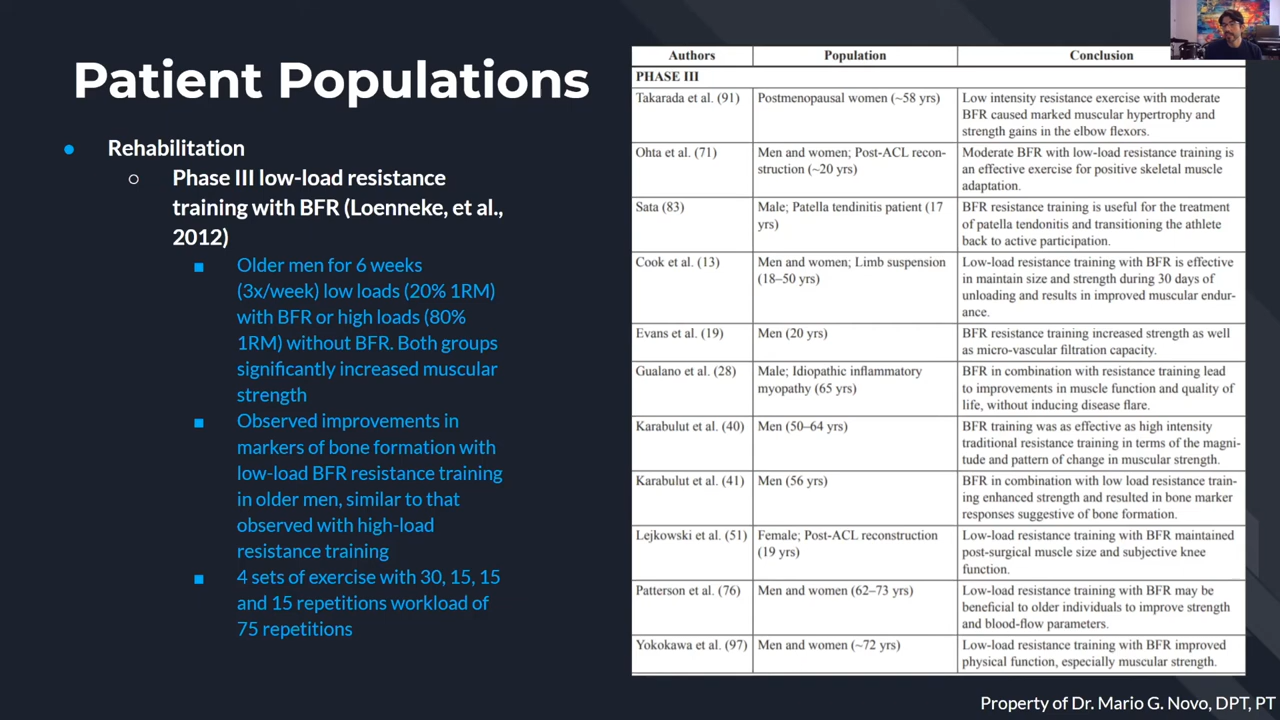 Patient Populations
● Rehabilitation
○ Phase III low-load resistance
training with BFR (Loenneke, et al.,
2012)
■ Older men for 6 weeks
(3x/week) low loads (20% 1RM)
with BFR or high loads (80%
1RM) without BFR. Both groups
significantly increased muscular
strength
■ Observed improvements in
markers of bone formation with
low-load BFR resistance training
in older men, similar to that
observed with high-load
resistance training
■ 4 sets of exercise with 30, 15, 15
and 15 repetitions workload of
75 repetitions
Authors Population Conclusion
PHASE III
Takarada et al. (91) Postmenopausal women (~58 yrs) Low intensity resistance exercise with moderate
BFR caused marked muscular hypertrophy and
strength gains in the elbow flexors.
Ohta et al. (71) Men and women; Post-ACL recon- Moderate BFR with low-load resistance training is
struction (~20 yrs) an effective exercise for positive skeletal muscle
adaptation.
Sata (83) Male; Patella tendinitis patient (17 BFR resistance training is useful for the treatment
yrs) of patella tendonitis and transitioning the athlete
back to active participation.
Cook et al. (13) Men and women; Limb suspension Low-load resistance training with BFR is effective
(18–50 yrs) in maintain size and strength during 30 days of
unloading and results in improved muscular endur-
ance.
Evans et al. (19) Men (20 yrs) BFR resistance training increased strength as well
as micro-vascular filtration capacity.
Gualano et al. (28) Male; Idiopathic inflammatory BFR in combination with resistance training lead
myopathy (65 yrs) to improvements in muscle function and quality of
life, without inducing disease flare.
Karabulut et al. (40) Men (50–64 yrs) BFR training was as effective as high intensity
traditional resistance training in terms of the magni-
tude and pattern of change in muscular strength.
Karabulut et al. (41) Men (56 yrs) BFR in combination with low load resistance train-
ing enhanced strength and resulted in bone marker
responses suggestive of bone formation.
Lejkowski et al. (51) Female; Post-ACL reconstruction Low-load resistance training with BFR maintained
(19 yrs) post-surgical muscle size and subjective knee
function.
Patterson et al. (76) Men and women (62–73 yrs) Low-load resistance training with BFR may be
beneficial to older individuals to improve strength
and blood-flow parameters.
Yokokawa et al. (97) Men and women (~72 yrs) Low-load resistance training with BFR improved
physical function, especially muscular strength.
Property of Dr. Mario G. Novo, DPT, PT